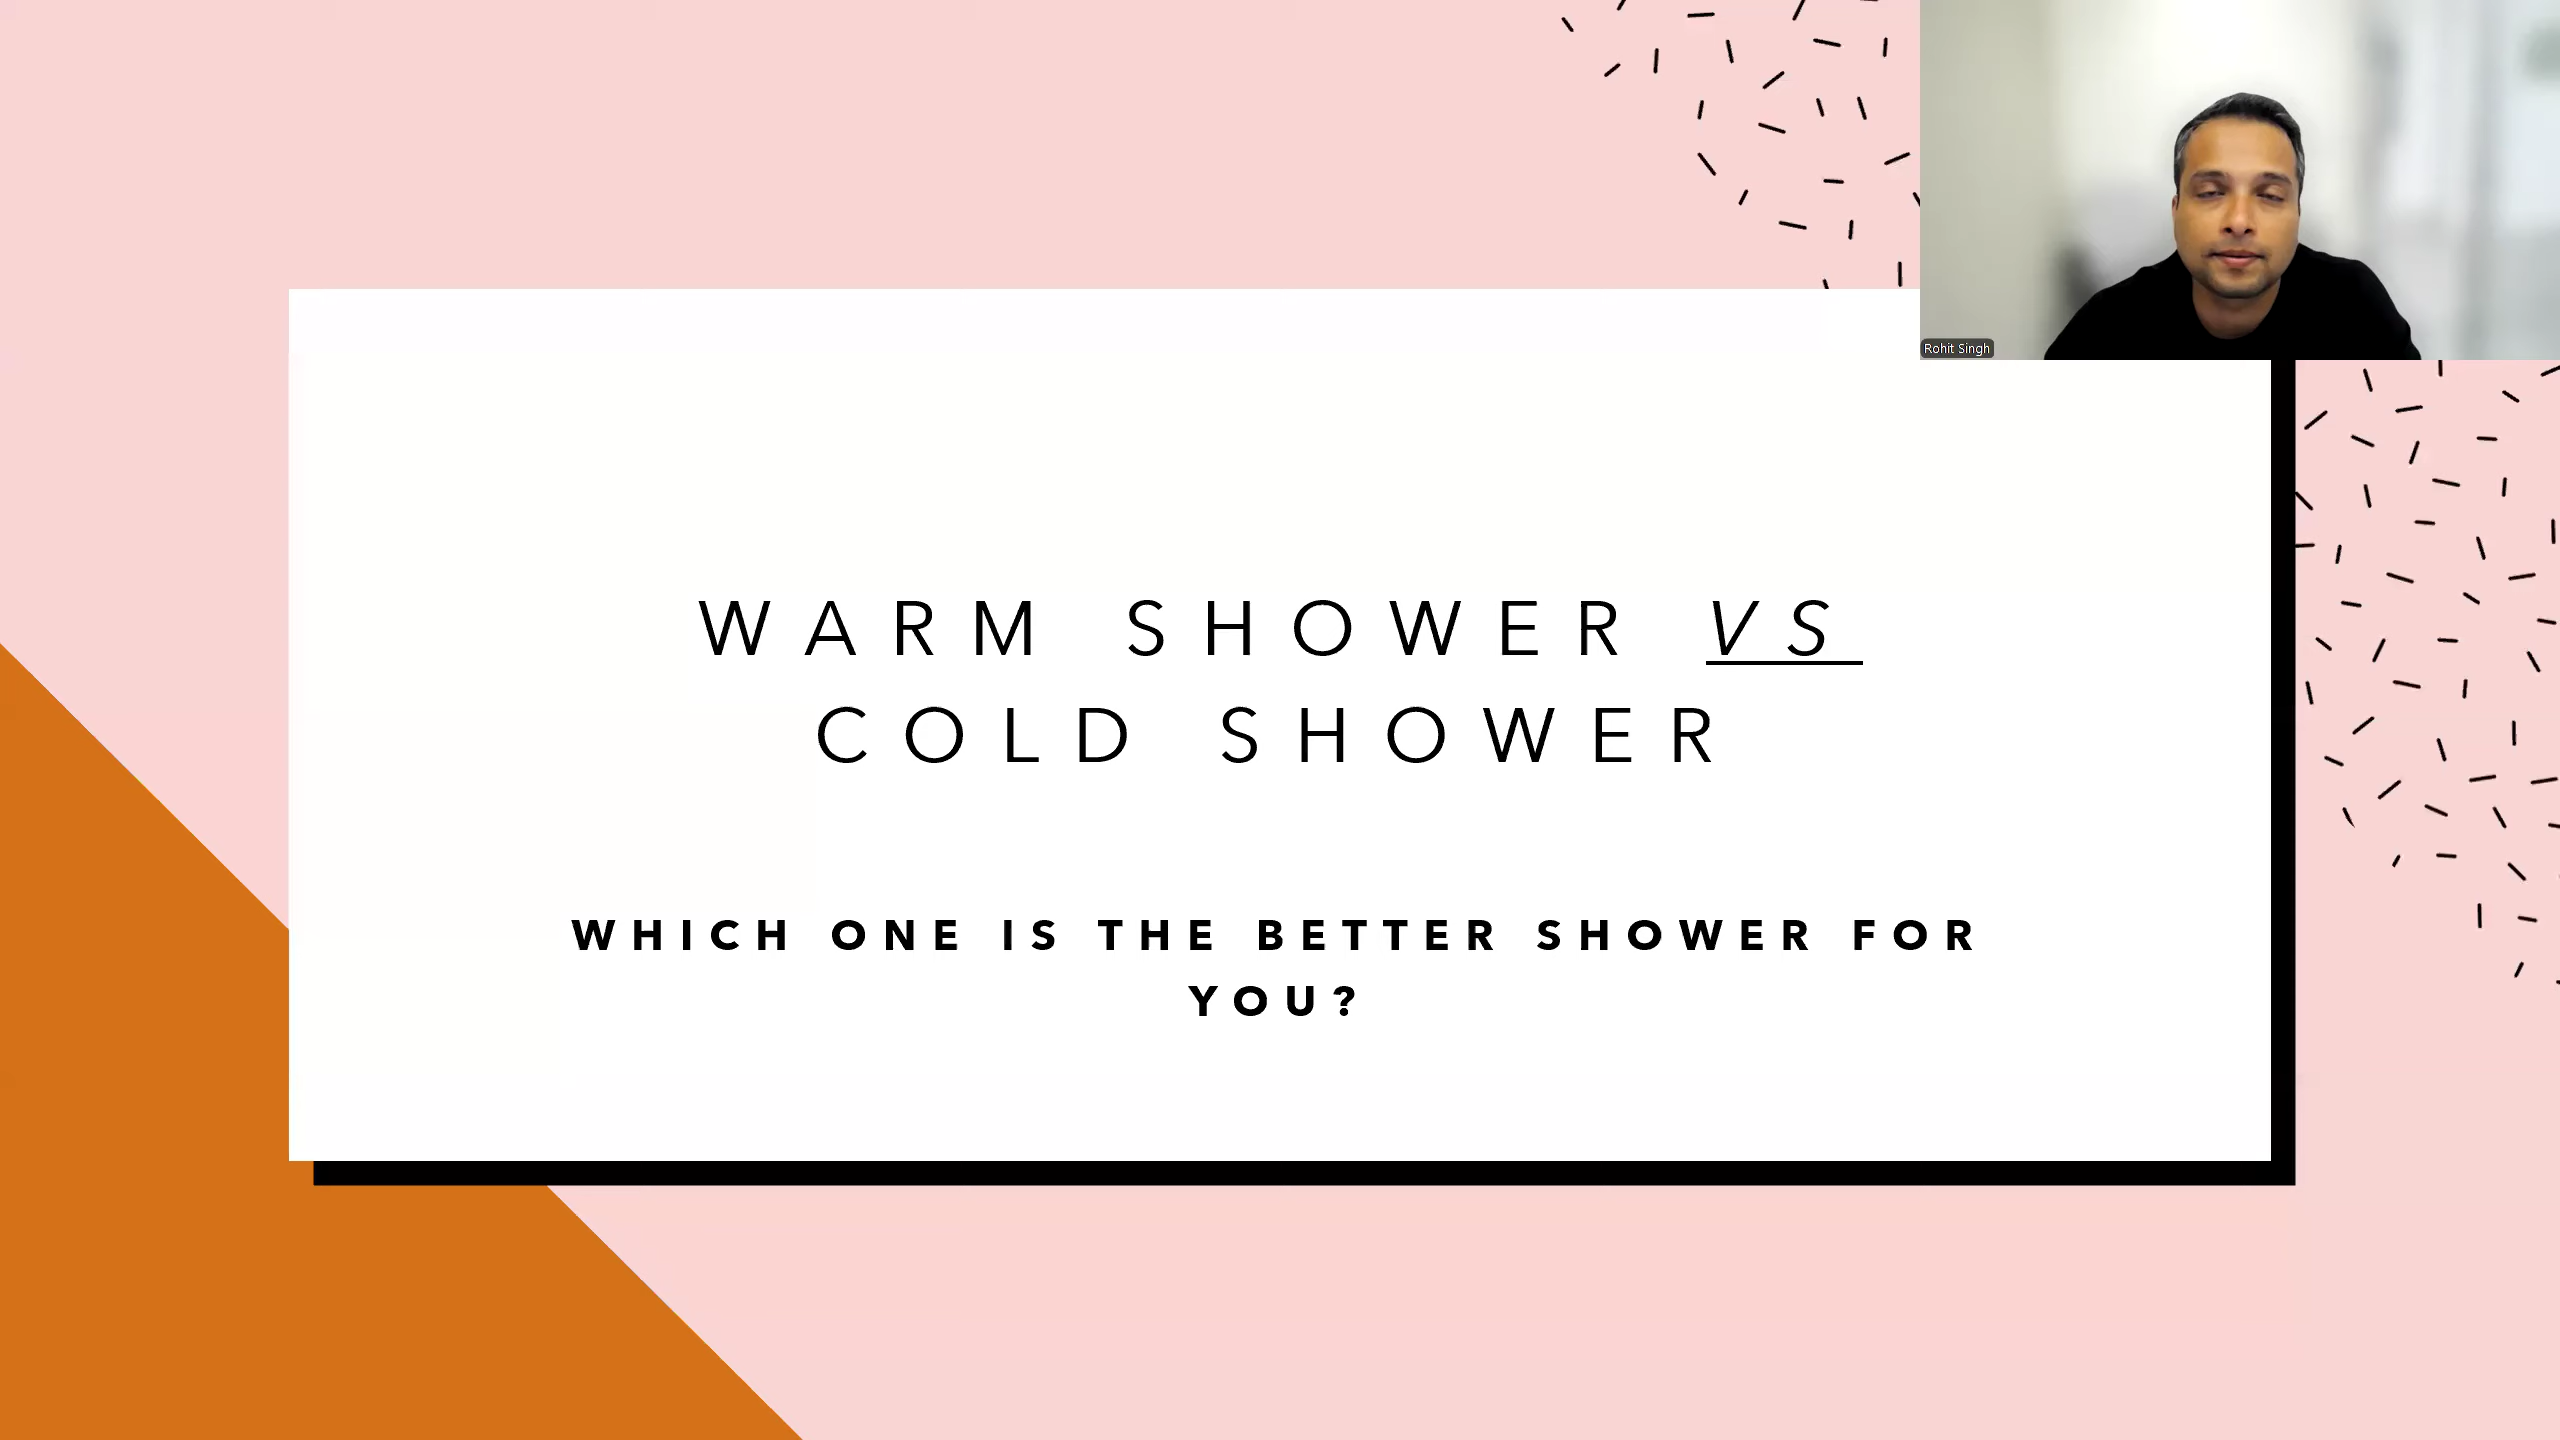 Rohit Singh
WARM SHOWER VS
COLD SHOWER
WHICH ONE IS THE BETTER SHOWER FOR
YOU?